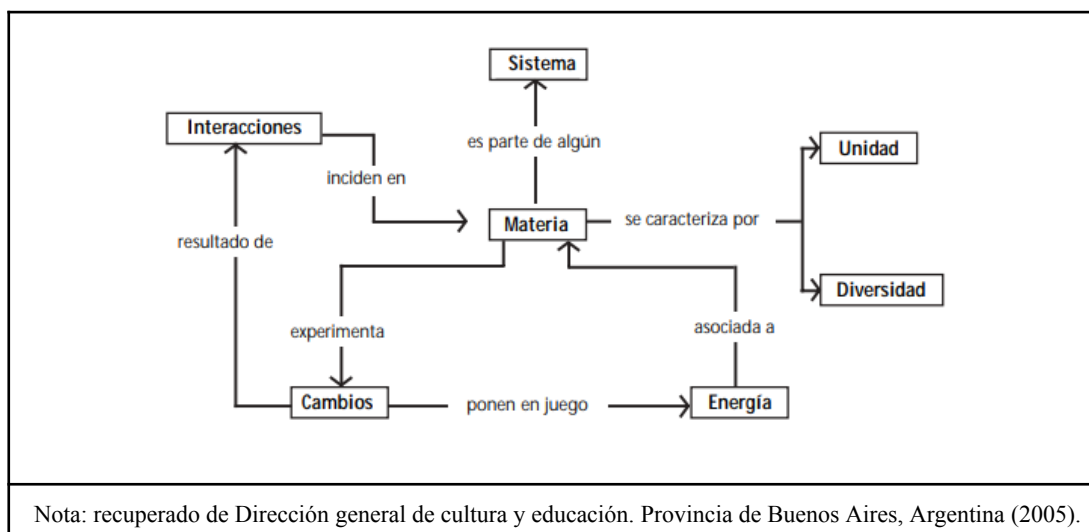 Sistema
Interacciones
es parte de algún
Unidad
inciden en
Materia
se caracteriza por
resultado de
Diversidad
experimenta
asociada a
Cambios
ponen en juego
Energía
Nota: recuperado de Dirección general de cultura y educación. Provincia de Buenos Aires, Argentina (2005).